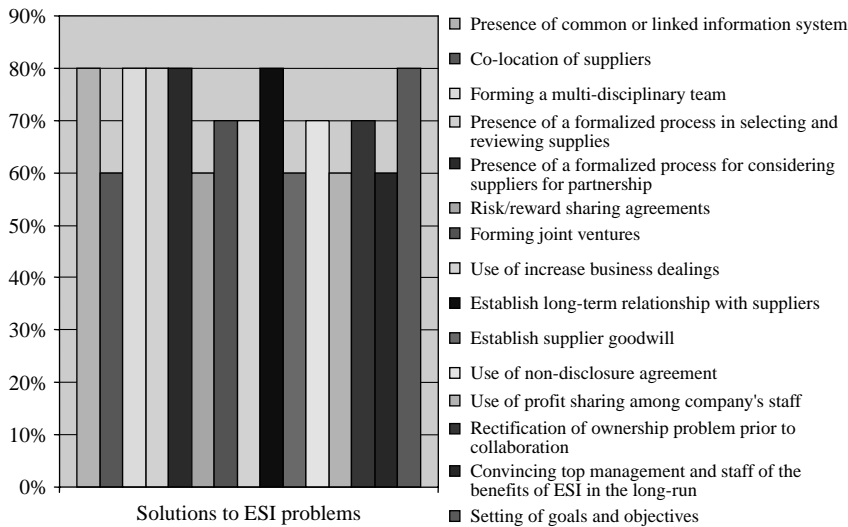 90%
80%
70%
60%
50%
40%
30%
20%
10%
0%
Solutions to ESI problems
Presence of common or linked information system
Co-location of suppliers
Forming a multi-disciplinary team
Presence of a formalized process in selecting and
reviewing supplies
Presence of a formalized process for considering
suppliers for partnership
Risk/reward sharing agreements
Forming joint ventures
Use of increase business dealings
Establish long-term relationship with suppliers
Establish supplier goodwill
Use of non-disclosure agreement
Use of profit sharing among company's staff
Rectification of ownership problem prior to
collaboration
Convincing top management and staff of the
benefits of ESI in the long-run
Setting of goals and objectives